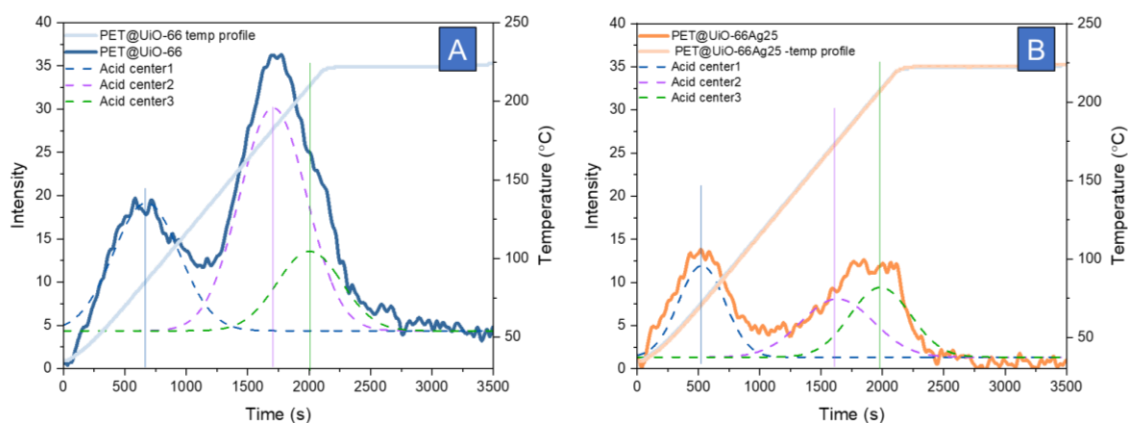 A
PET@UiO-66 temp profile
PET@UiO-66
Acid center1
Acid center2
Acid center3
40
35
30
25
20
15
10
5
0
Intensity
250
200
150
100
50
Temperature (°C)
0 500 1000 1500 2000 2500 3000 3500
Time (s)
B
PET@UiO-66Ag25
PET@UiO-66Ag25 -temp profile
Acid center1
Acid center2
Acid center3
40
35
30
25
20
15
10
5
0
Intensity
250
200
150
100
50
Temperature (°C)
0 500 1000 1500 2000 2500 3000 3500
Time (s)